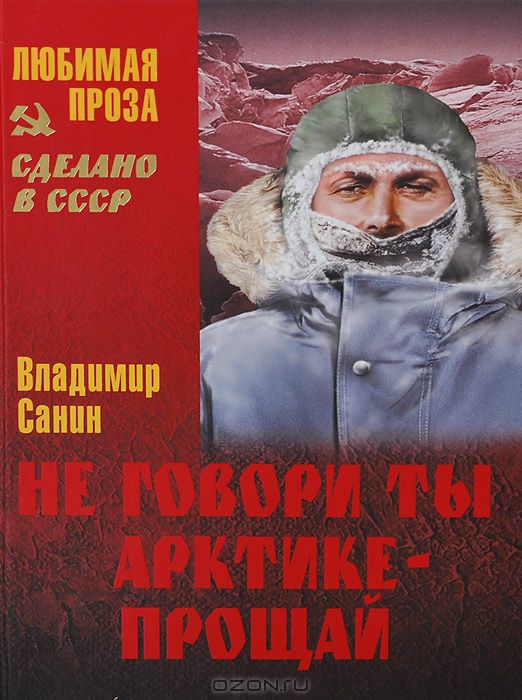 ЛЮБИМАЯ
ПРОЗА
СДЕЛАНО
В СССР
Владимир
Санин
НЕ ГОВОРИ ТЫ
АРКТИКЕ-
ПРОЩАЙ
OZON.ru